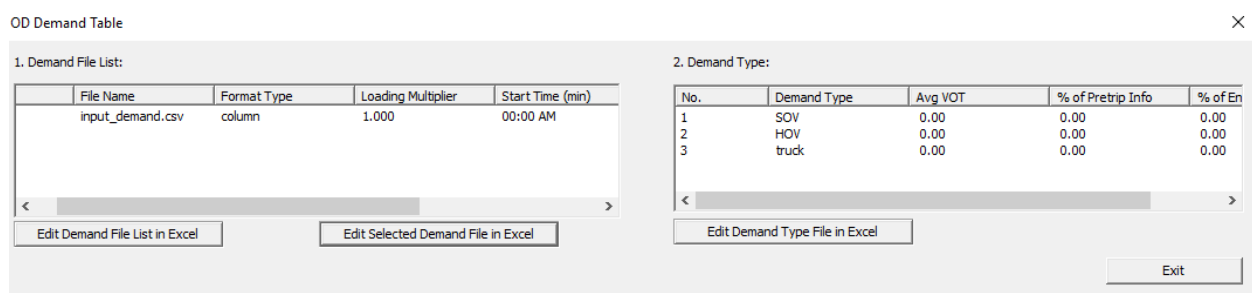 OD Demand Table
1. Demand File List:
File Name Format Type Loading Multiplier Start Time (min)
input_demand.csv column 1.000 00:00 AM
Edit Demand File List in Excel Edit Selected Demand File in Excel
2. Demand Type:
No. Demand Type Avg VOT % of Pretrip Info % of En
1 SOV 0.00 0.00 0.00
2 HOV 0.00 0.00 0.00
3 truck 0.00 0.00 0.00
Edit Demand Type File in Excel
Exit